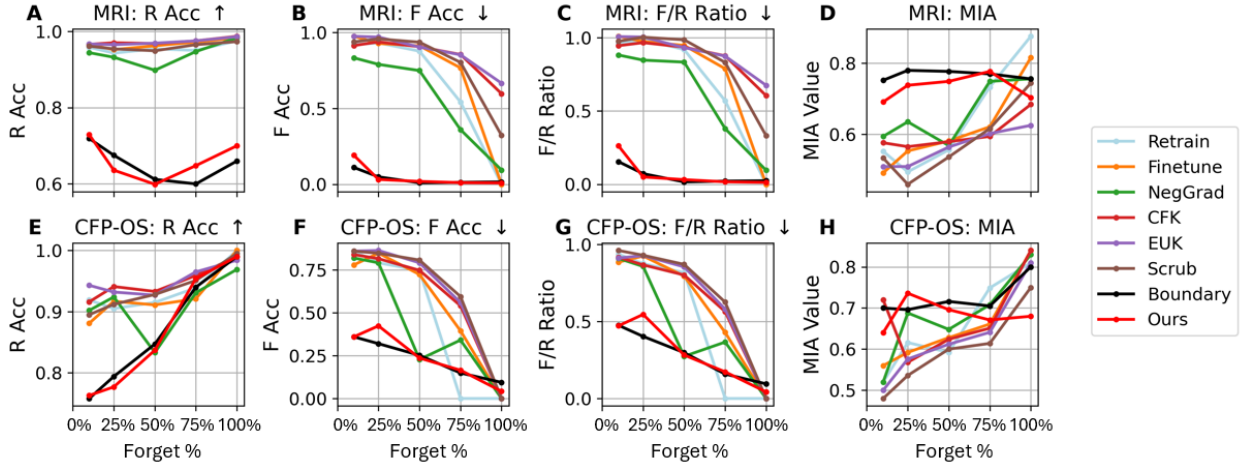 A MRI: R Acc ↑
B MRI: F Acc ↓
C MRI: F/R Ratio ↓
D MRI: MIA
R Acc
1.0
0.8
0.6
F Acc
1.0
0.5
0.0
F/R Ratio
1.0
0.5
0.0
MIA Value
0.8
0.6
E CFP-OS: R Acc ↑
F CFP-OS: F Acc ↓
G CFP-OS: F/R Ratio ↓
H CFP-OS: MIA
R Acc
1.0
0.9
0.8
F Acc
0.75
0.50
0.25
0.00
F/R Ratio
1.0
0.5
0.0
MIA Value
0.8
0.7
0.6
0.5
0% 25% 50% 75% 100%
0% 25% 50% 75% 100%
0% 25% 50% 75% 100%
0% 25% 50% 75% 100%
Forget %
Forget %
Forget %
Forget %
Retrain
Finetune
NegGrad
CFK
EUK
Scrub
Boundary
Ours